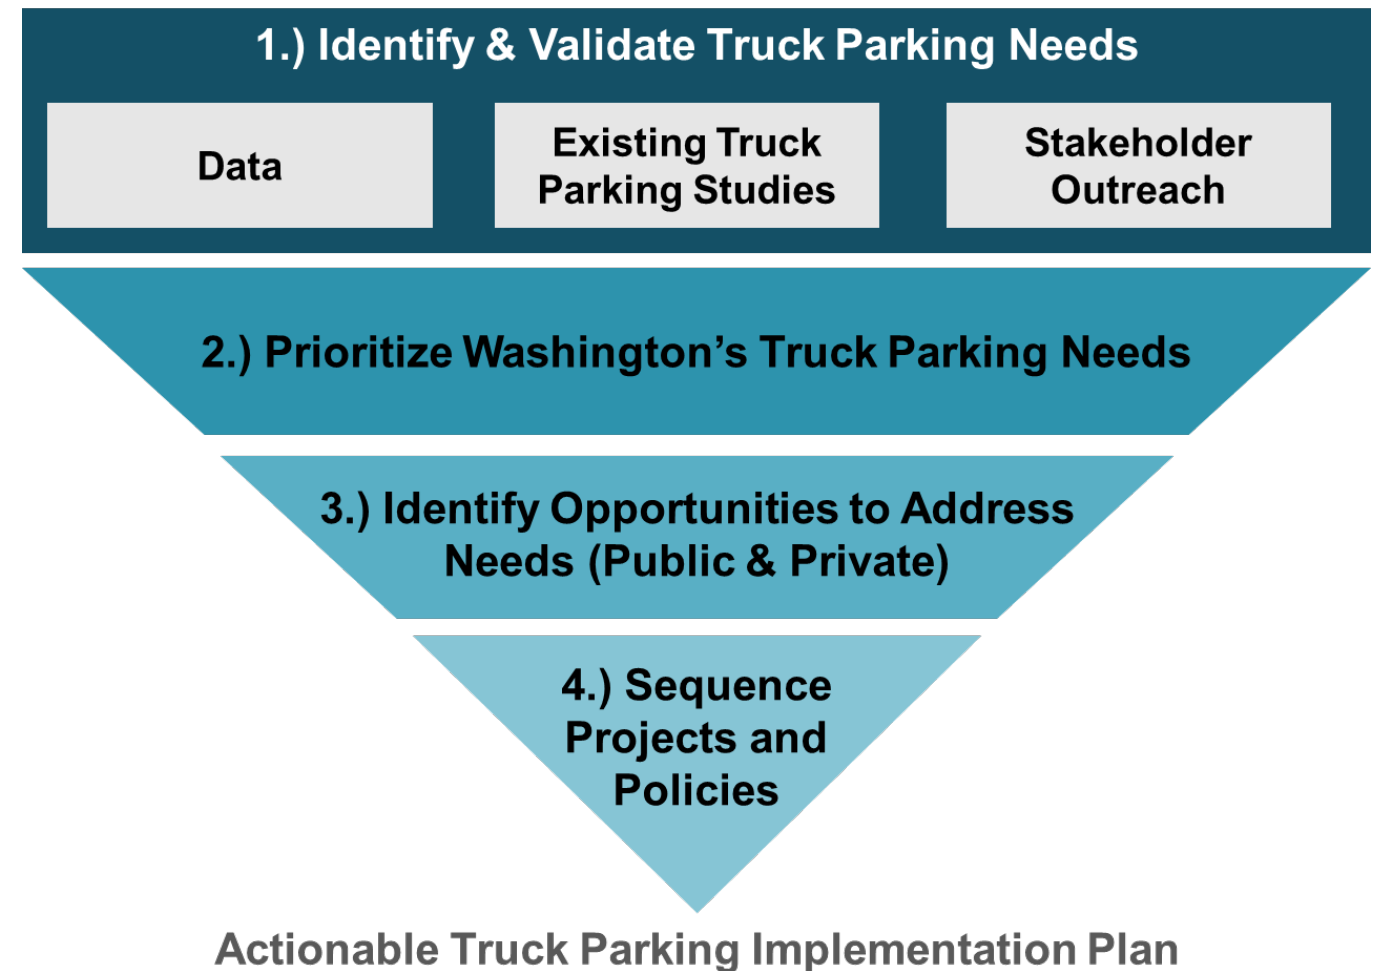 1.) Identify & Validate Truck Parking Needs
Data
Existing Truck
Parking Studies
Stakeholder
Outreach
2.) Prioritize Washington’s Truck Parking Needs
3.) Identify Opportunities to Address
Needs (Public & Private)
4.) Sequence
Projects and
Policies
Actionable Truck Parking Implementation Plan